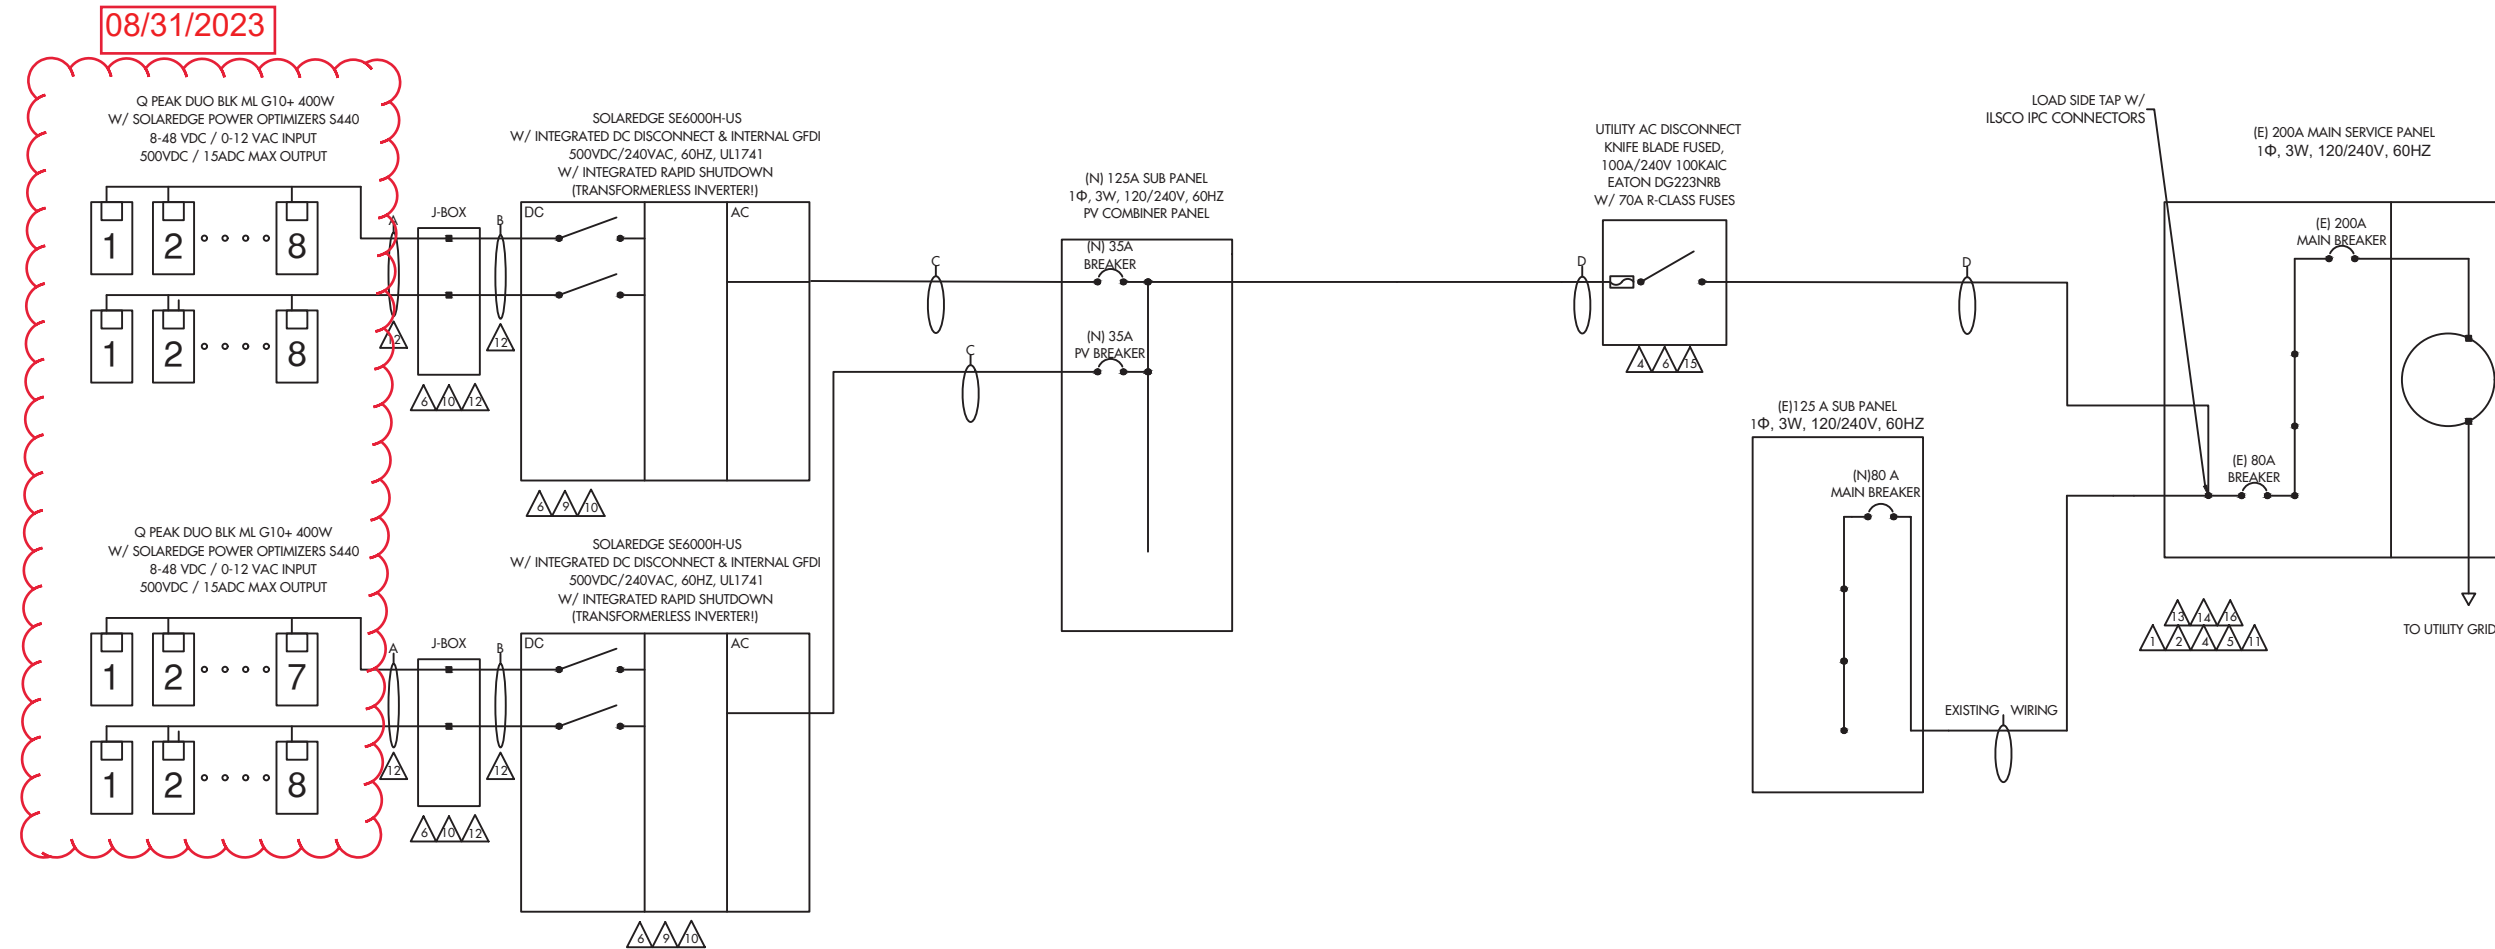 08/31/2023
Q PEAK DUO BLK ML G10+ 400W
W/ SOLAREDGE POWER OPTIMIZERS S440
8-48 VDC / 0-12 VAC INPUT
500VDC / 15ADC MAX OUTPUT
1 2 8
1 2 8
A
12
J-BOX
6 10 12
B
12
SOLAREDGE SE6000H-US
W/ INTEGRATED DC DISCONNECT & INTERNAL GFDI
500VDC/240VAC, 60HZ, UL1741
W/ INTEGRATED RAPID SHUTDOWN
(TRANSFORMERLESS INVERTER!)
DC AC
6 9 10
Q PEAK DUO BLK ML G10+ 400W
W/ SOLAREDGE POWER OPTIMIZERS S440
8-48 VDC / 0-12 VAC INPUT
500VDC / 15ADC MAX OUTPUT
1 2 7
1 2 8
A
12
J-BOX
6 10 12
B
12
SOLAREDGE SE6000H-US
W/ INTEGRATED DC DISCONNECT & INTERNAL GFDI
500VDC/240VAC, 60HZ, UL1741
W/ INTEGRATED RAPID SHUTDOWN
(TRANSFORMERLESS INVERTER!)
DC AC
6 9 10
C
C
(N) 125A SUB PANEL
1Φ, 3W, 120/240V, 60HZ
PV COMBINER PANEL
(N) 35A
BREAKER
(N) 35A
PV BREAKER
D
UTILITY AC DISCONNECT
KNIFE BLADE FUSED,
100A/240V 100KAIC
EATON DG223NRB
W/ 70A R-CLASS FUSES
4 6 15
D
(E)125 A SUB PANEL
1Φ, 3W, 120/240V, 60HZ
(N)80 A
MAIN BREAKER
EXISTING WIRING
LOAD SIDE TAP W/
ILSCO IPC CONNECTORS
(E) 200A MAIN SERVICE PANEL
1Φ, 3W, 120/240V, 60HZ
(E) 200A
MAIN BREAKER
(E) 80A
BREAKER
13 14 16
1 2 4 5 11
TO UTILITY GRID